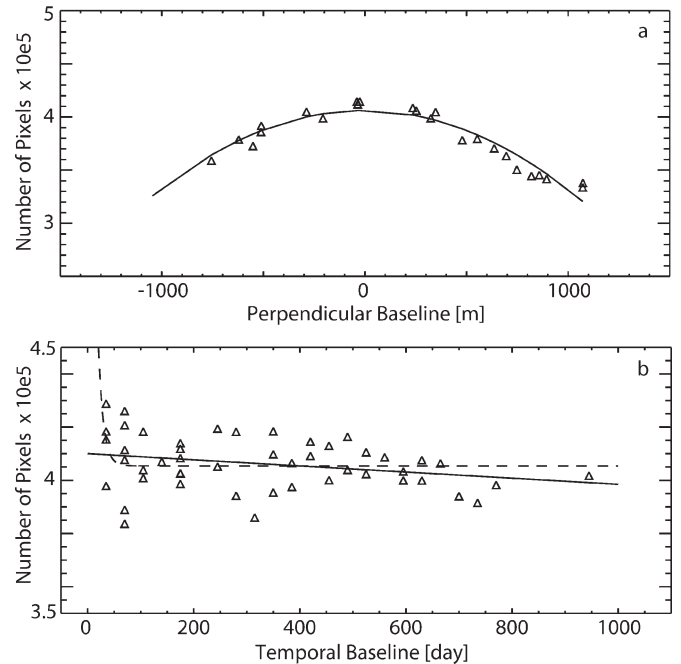 5
a
4
3
Number of Pixels x 10e5
-1000
0
1000
Perpendicular Baseline [m]
4.5
b
4
3.5
Number of Pixels x 10e5
0
200
400
600
800
1000
Temporal Baseline [day]